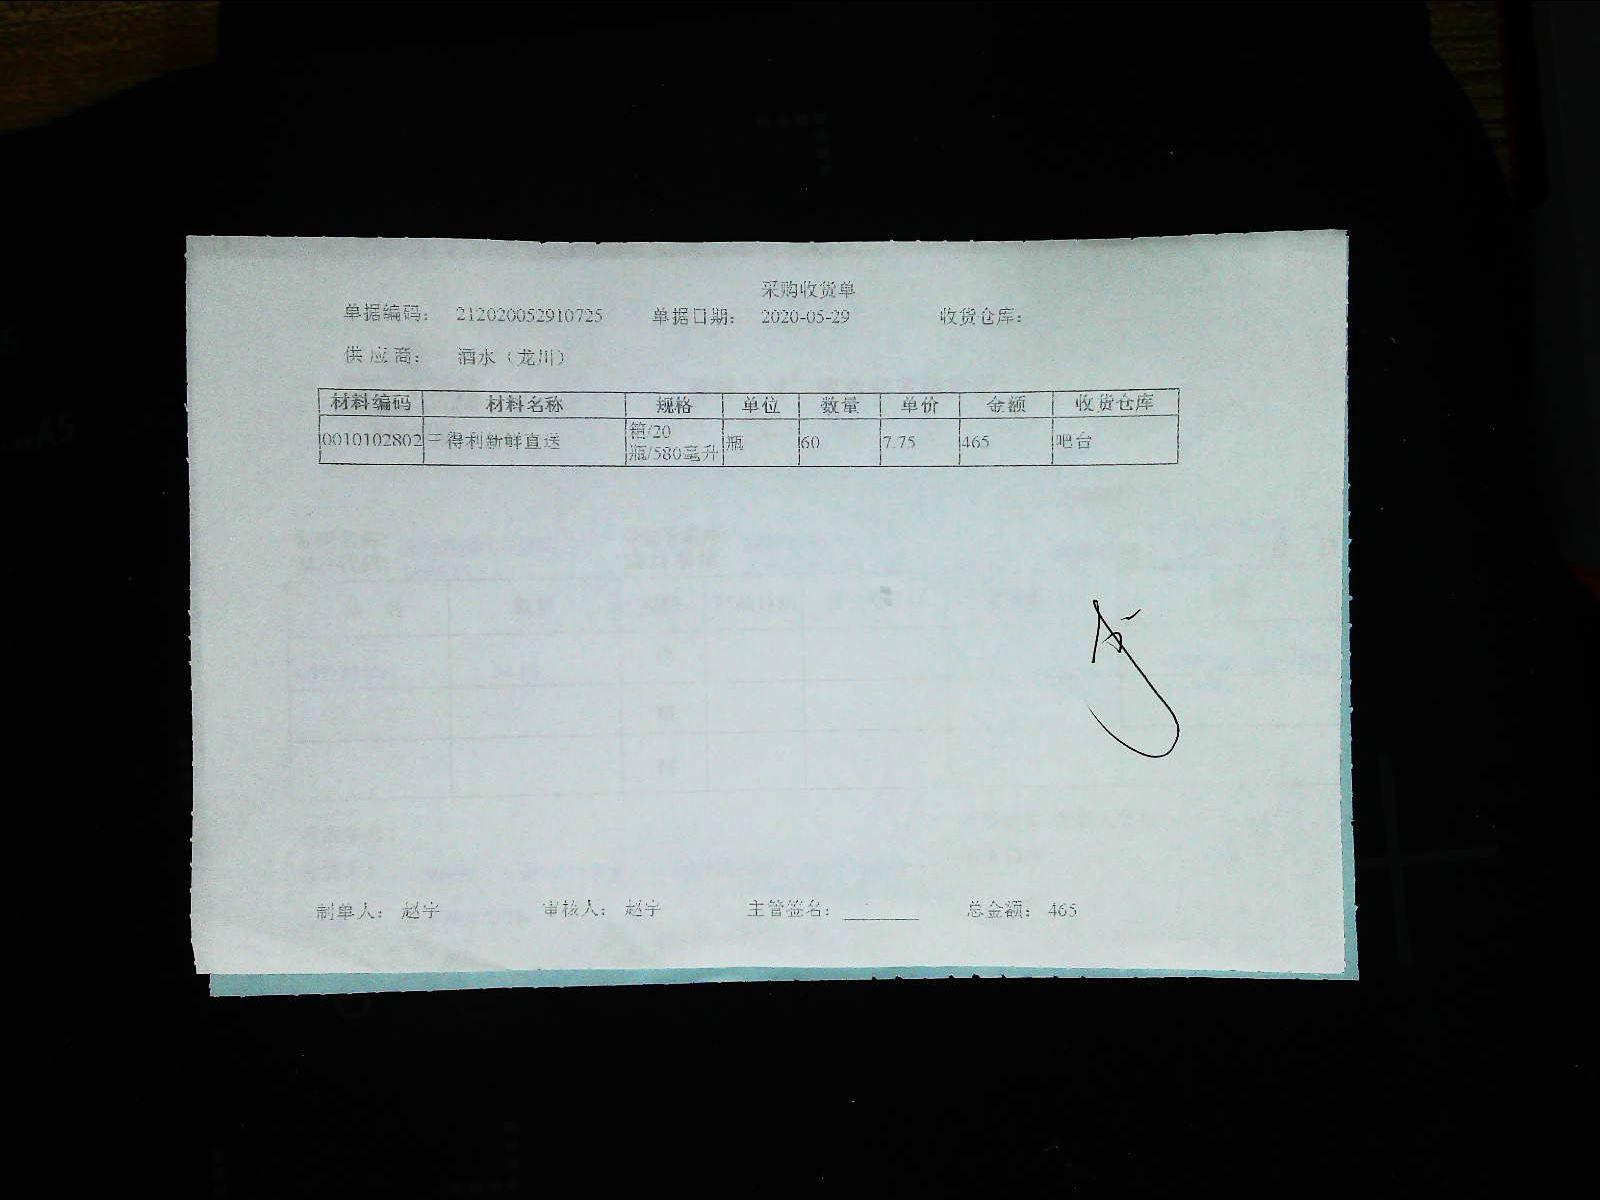 采购收货单
单据编码： 212020052910725 单据日期： 2020-05-29 收货仓库：
供 应 商： 酒水（龙川）
材料编码 材料名称 规格 单位 数量 单价 金额 收货仓库
0010102802 三得利新鲜直送 箱/20瓶/580毫升 瓶 60 7.75 465 吧台
制单人： 赵宇 审核人： 赵宇 主管签名： 总金额： 465